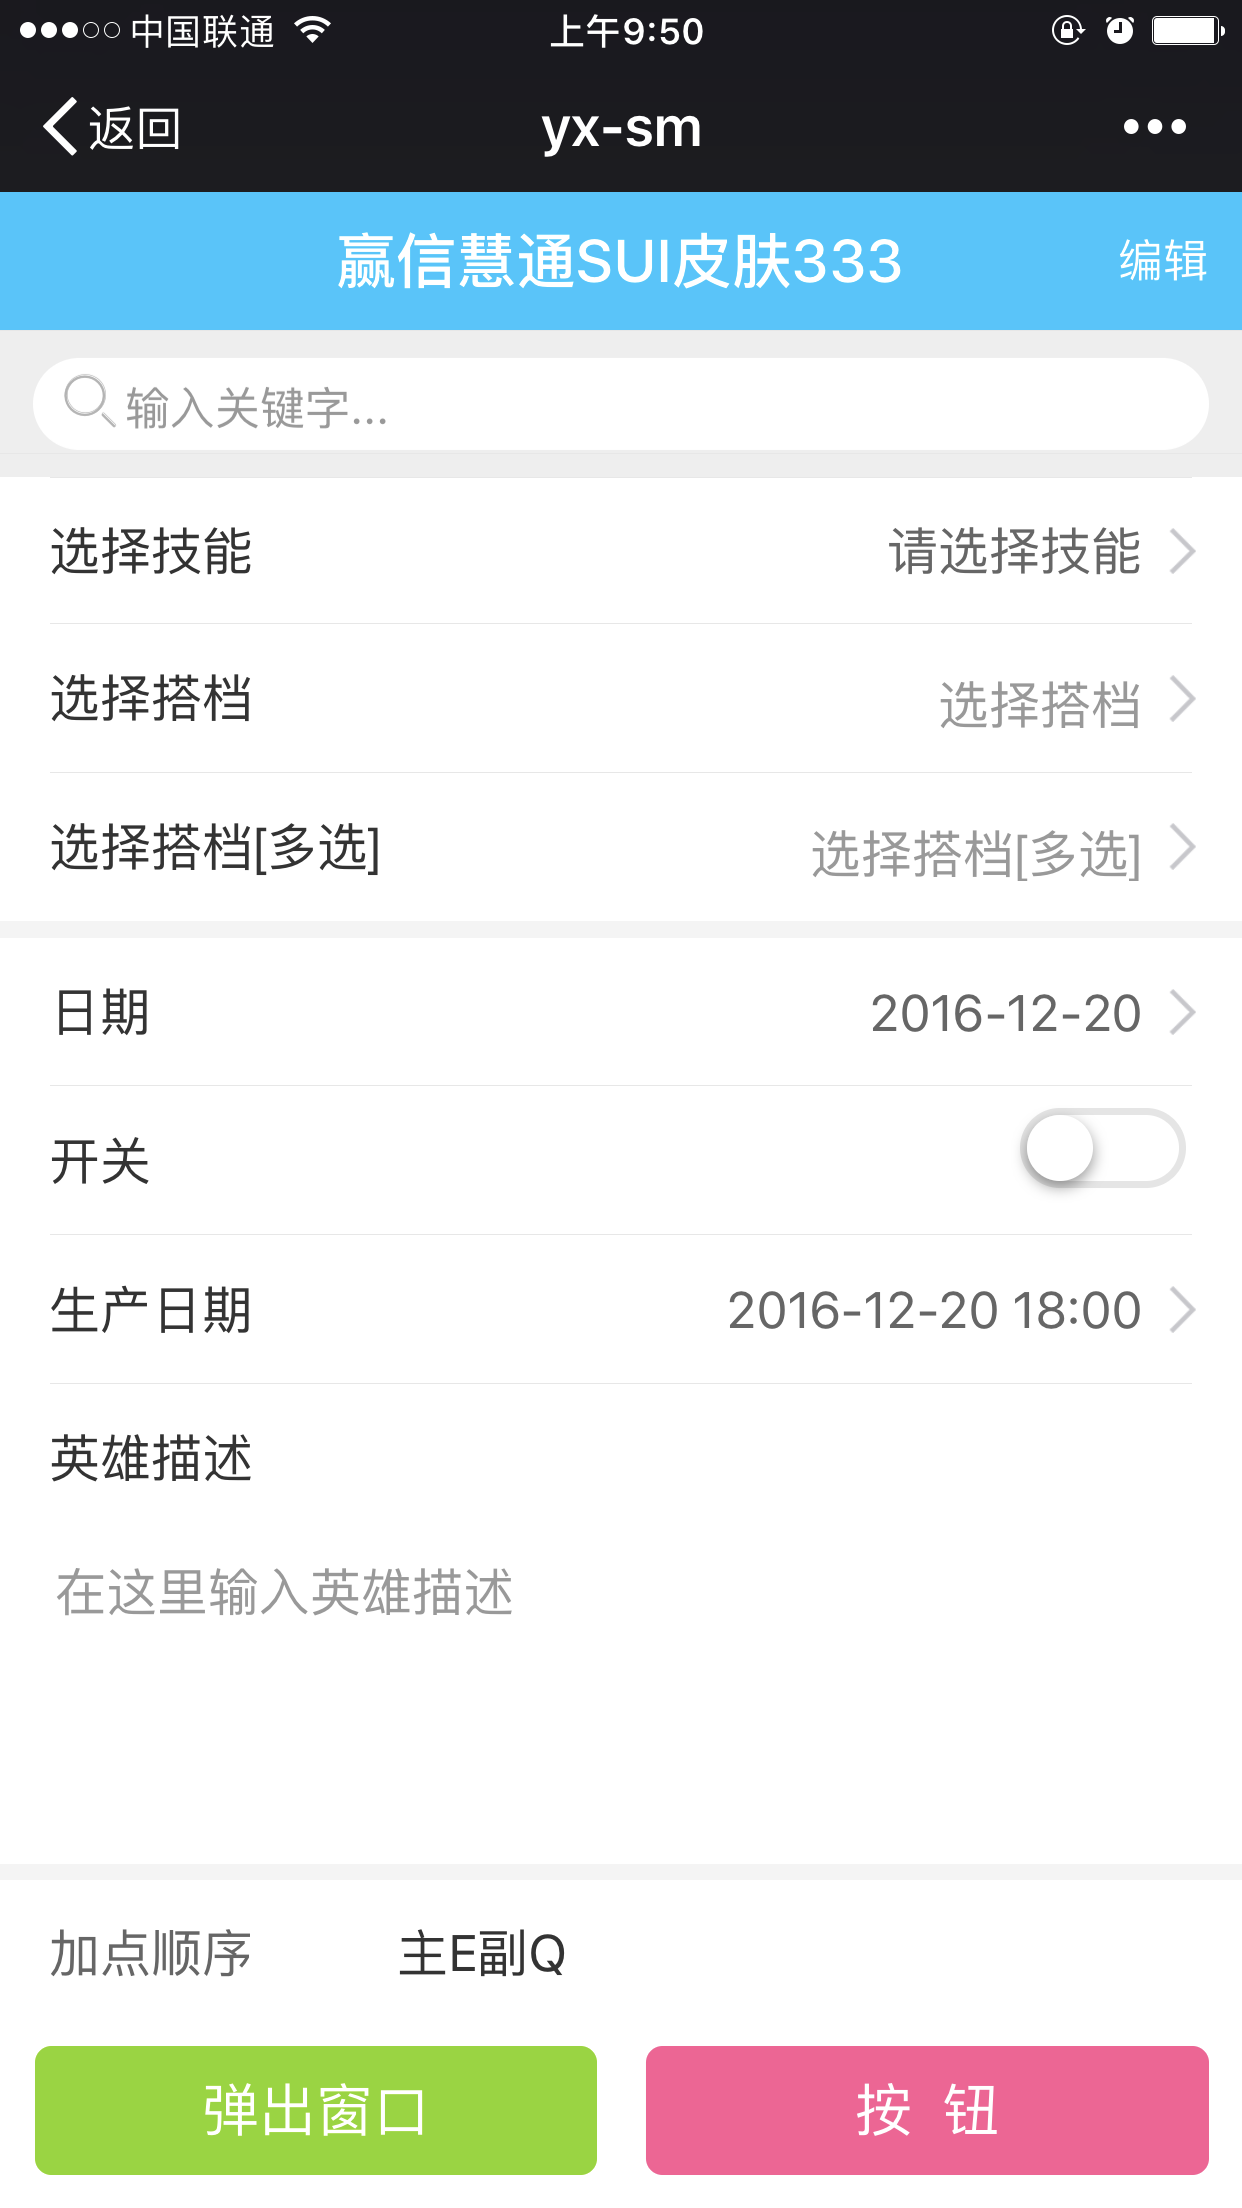 中国联通 上午9:50
返回 yx-sm
赢信慧通SUI皮肤333 编辑
输入关键字...
选择技能 请选择技能
选择搭档 选择搭档
选择搭档[多选] 选择搭档[多选]
日期 2016-12-20
开关
生产日期 2016-12-20 18:00
英雄描述
在这里输入英雄描述
加点顺序 主E副Q
弹出窗口 按 钮